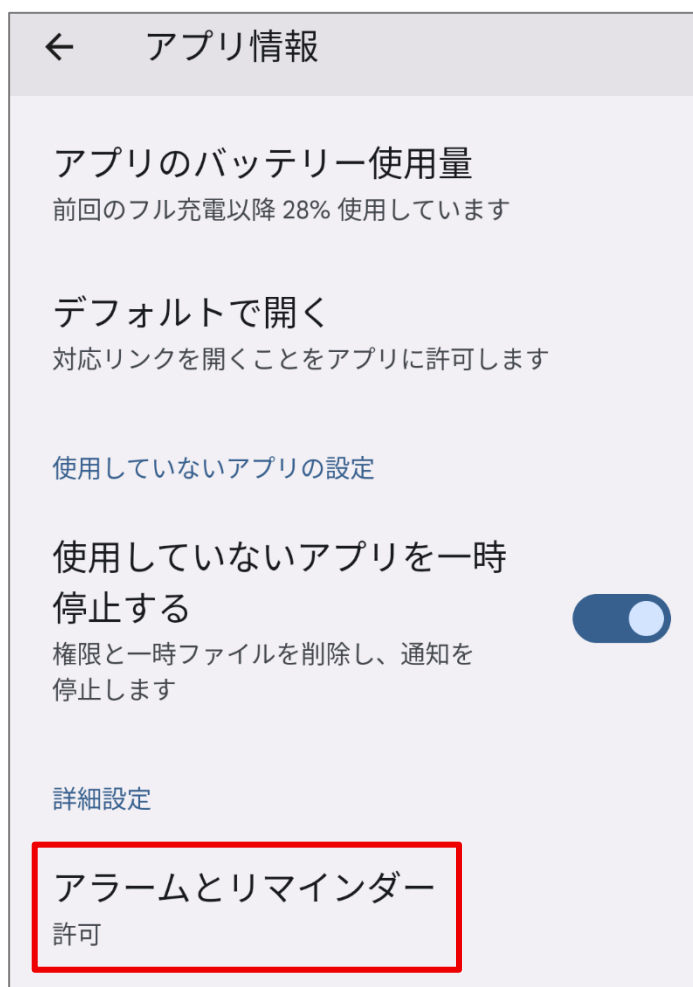 アプリ情報
アプリのバッテリー使用量
前回のフル充電以降 28% 使用しています
デフォルトで開く
対応リンクを開くことをアプリに許可します
使用していないアプリの設定
使用していないアプリを一時
停止する
権限と一時ファイルを削除し、通知を
停止します
詳細設定
アラームとリマインダー
許可